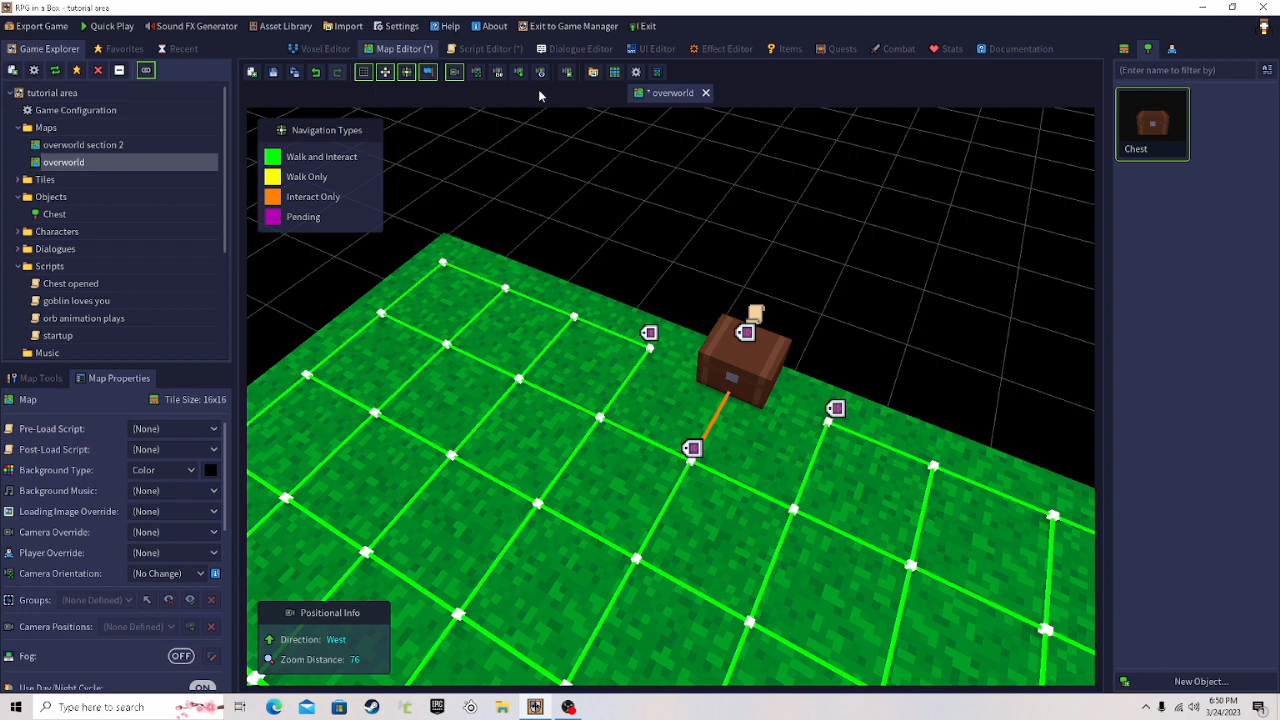 RPG in a Box - tutorial area
Export Game Quick Play Sound FX Generator Asset Library Import Settings Help About Exit to Game Manager Exit
Game Explorer Favorites Recent Voxel Editor Map Editor (*) Script Editor (*) Dialogue Editor UI Editor Effect Editor Items Quests Combat Stats Documentation
(Enter name to filter by)
* overworld
tutorial area
Game Configuration
Maps
overworld section 2
overworld
Tiles
Objects
Chest
Characters
Dialogues
Scripts
Chest opened
goblin loves you
orb animation plays
startup
Music
Navigation Types
Walk and Interact
Walk Only
Interact Only
Pending
Chest
Map Tools Map Properties
Map Tile Size: 16x16
Pre-Load Script: (None)
Post-Load Script: (None)
Background Type: Color
Background Music: (None)
Loading Image Override: (None)
Camera Override: (None)
Player Override: (None)
Camera Orientation: (No Change)
Groups: (None Defined)
Camera Positions: (None Defined)
Fog: OFF
Use Day/Night Cycle: ON
Positional Info
Direction: West
Zoom Distance: 76
New Object...
Type here to search
EPIC
GAMES
6:50 PM
3/24/2023